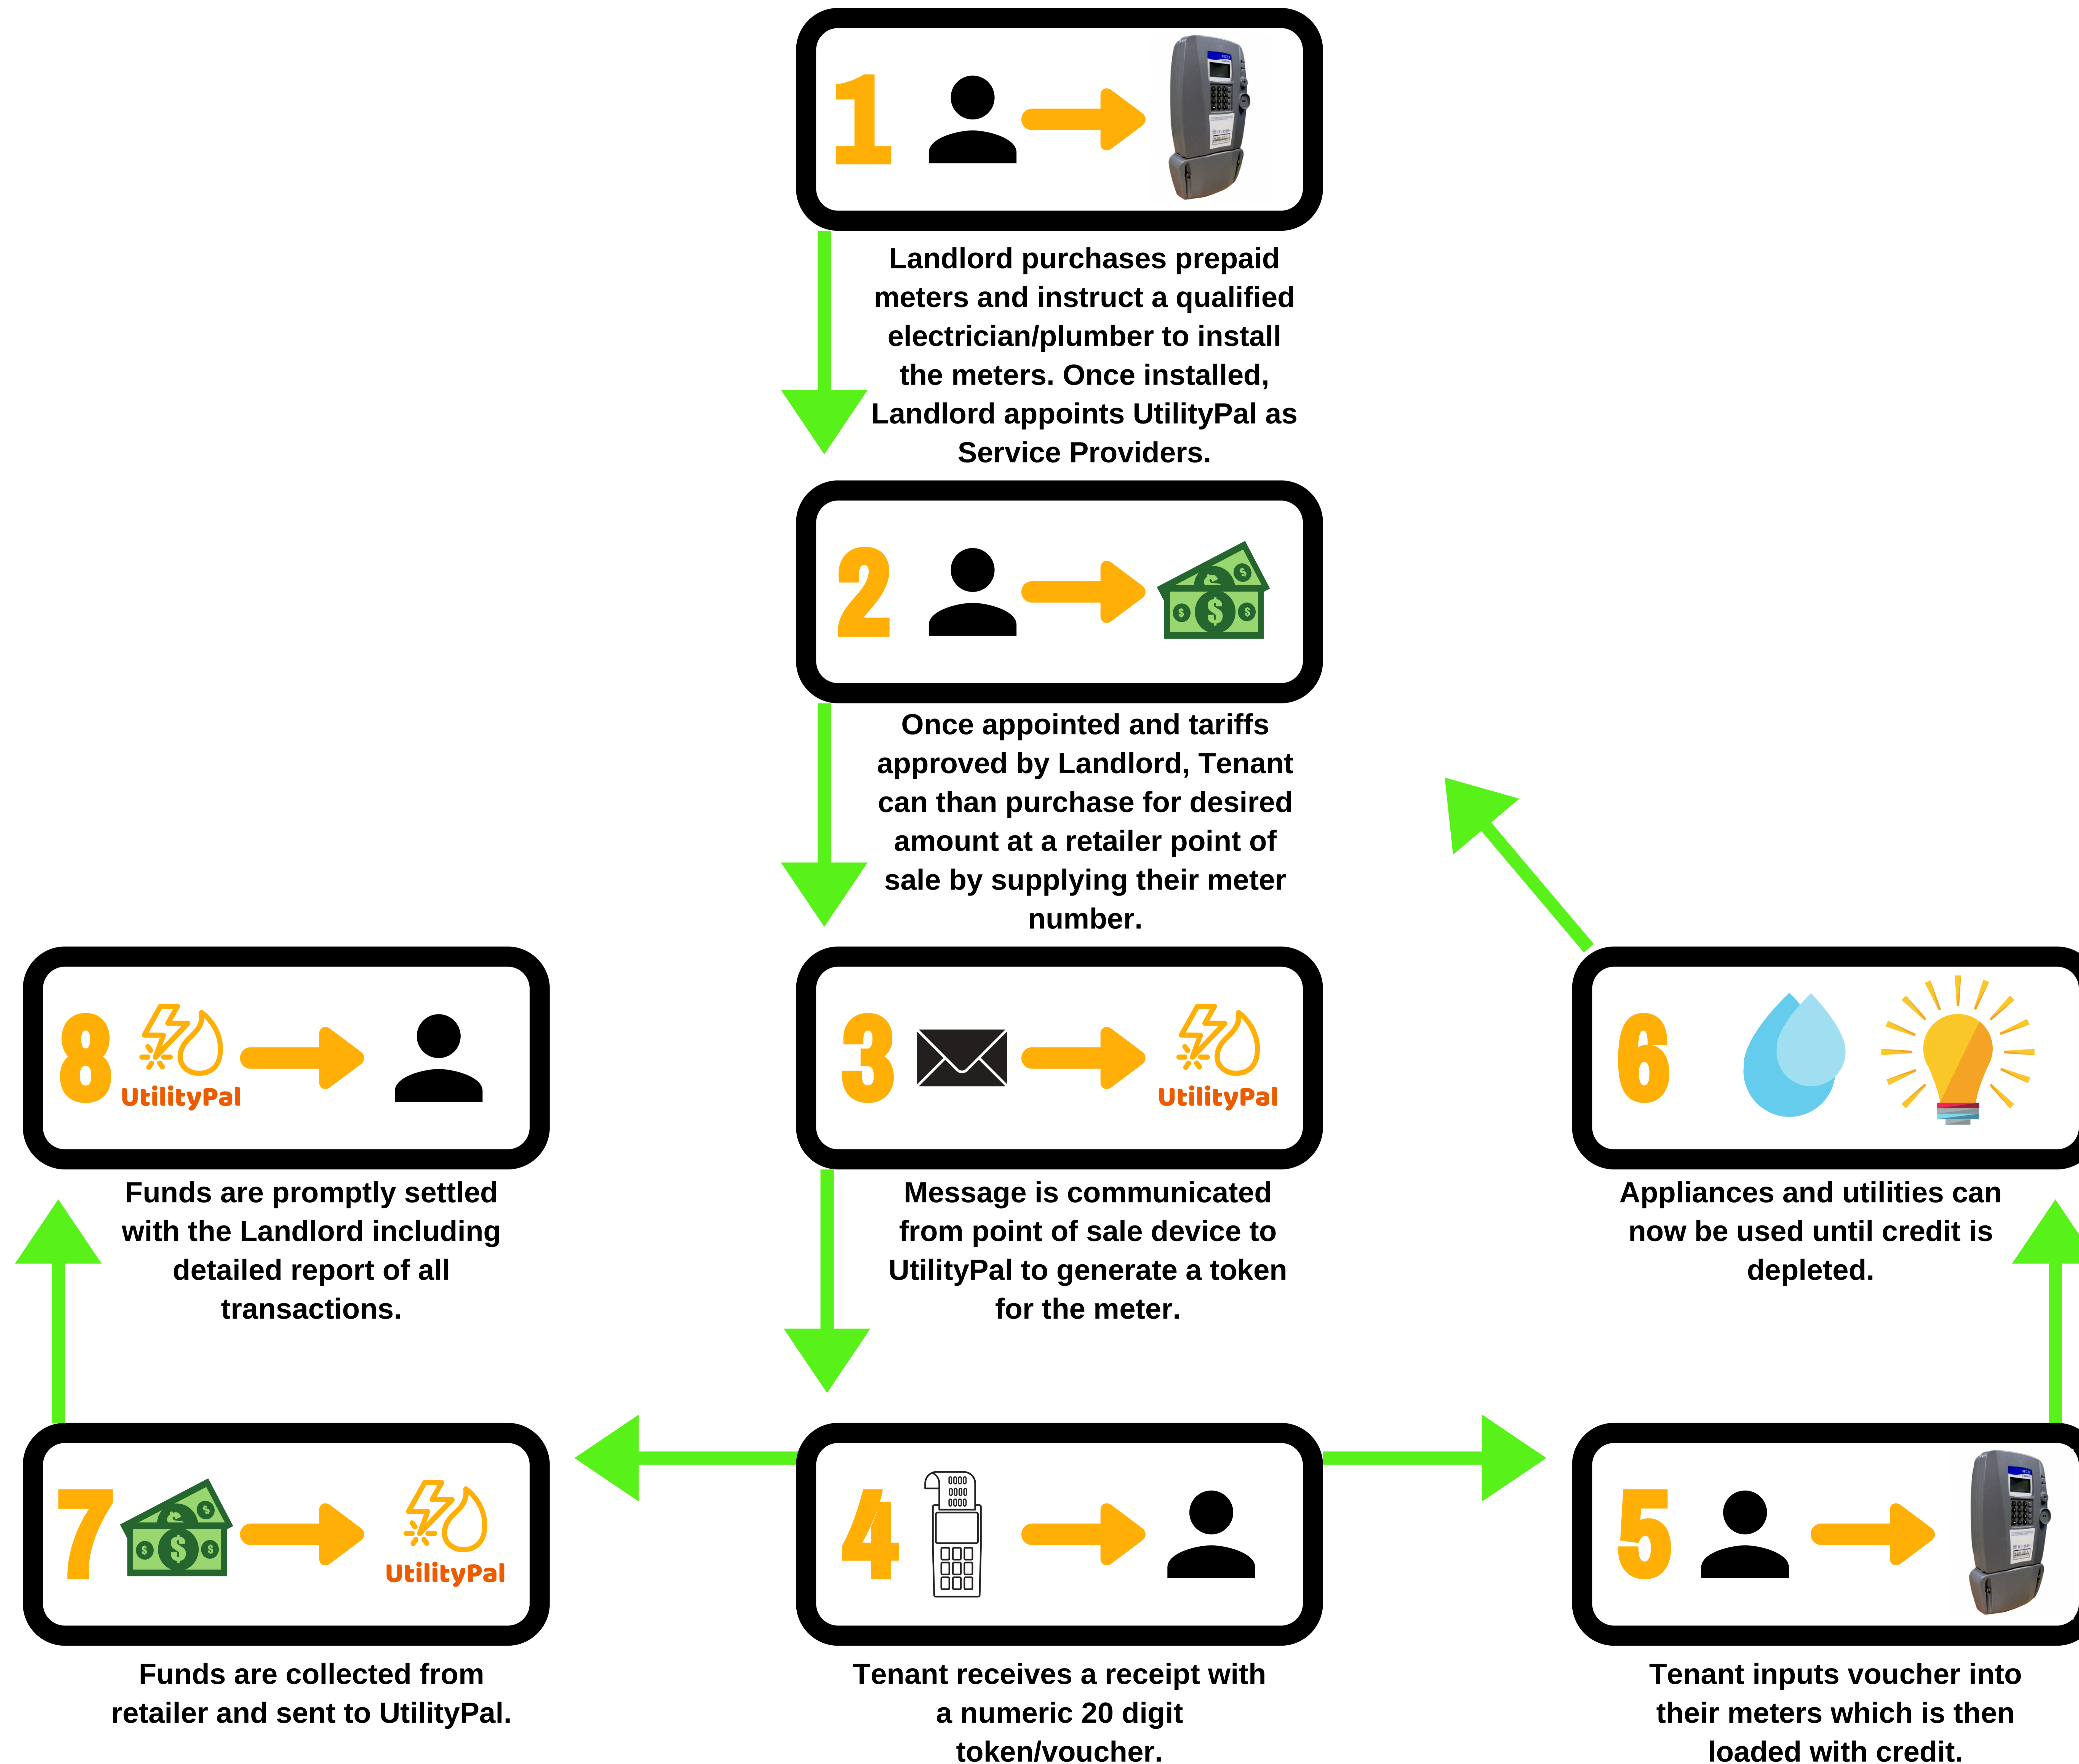 1
Landlord purchases prepaid
meters and instruct a qualified
electrician/plumber to install
the meters. Once installed,
Landlord appoints UtilityPal as
Service Providers.
2
$ $ $ $
Once appointed and tariffs
approved by Landlord, Tenant
can than purchase for desired
amount at a retailer point of
sale by supplying their meter
number.
3
UtilityPal
Message is communicated
from point of sale device to
UtilityPal to generate a token
for the meter.
4
0000
0000
0000
Tenant receives a receipt with
a numeric 20 digit
token/voucher.
5
Tenant inputs voucher into
their meters which is then
loaded with credit.
6
Appliances and utilities can
now be used until credit is
depleted.
7
$ $ $ $
UtilityPal
Funds are collected from
retailer and sent to UtilityPal.
8
UtilityPal
Funds are promptly settled
with the Landlord including
detailed report of all
transactions.